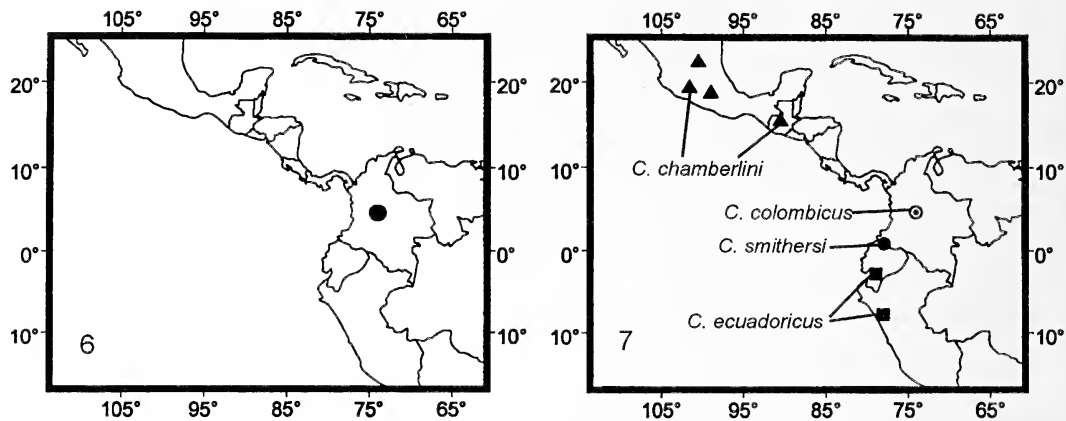 105° 95° 85° 75° 65° 105° 95° 85° 75° 65°
20° 20° 20° 20°
C. chamberlini
10° 10° 10° 10°
C. colombicus
C. smithersi
0° 0° 0° 0°
C. ecuadoricus
10° 10° 10° 10°
6 7
105° 95° 85° 75° 65° 105° 95° 85° 75° 65°